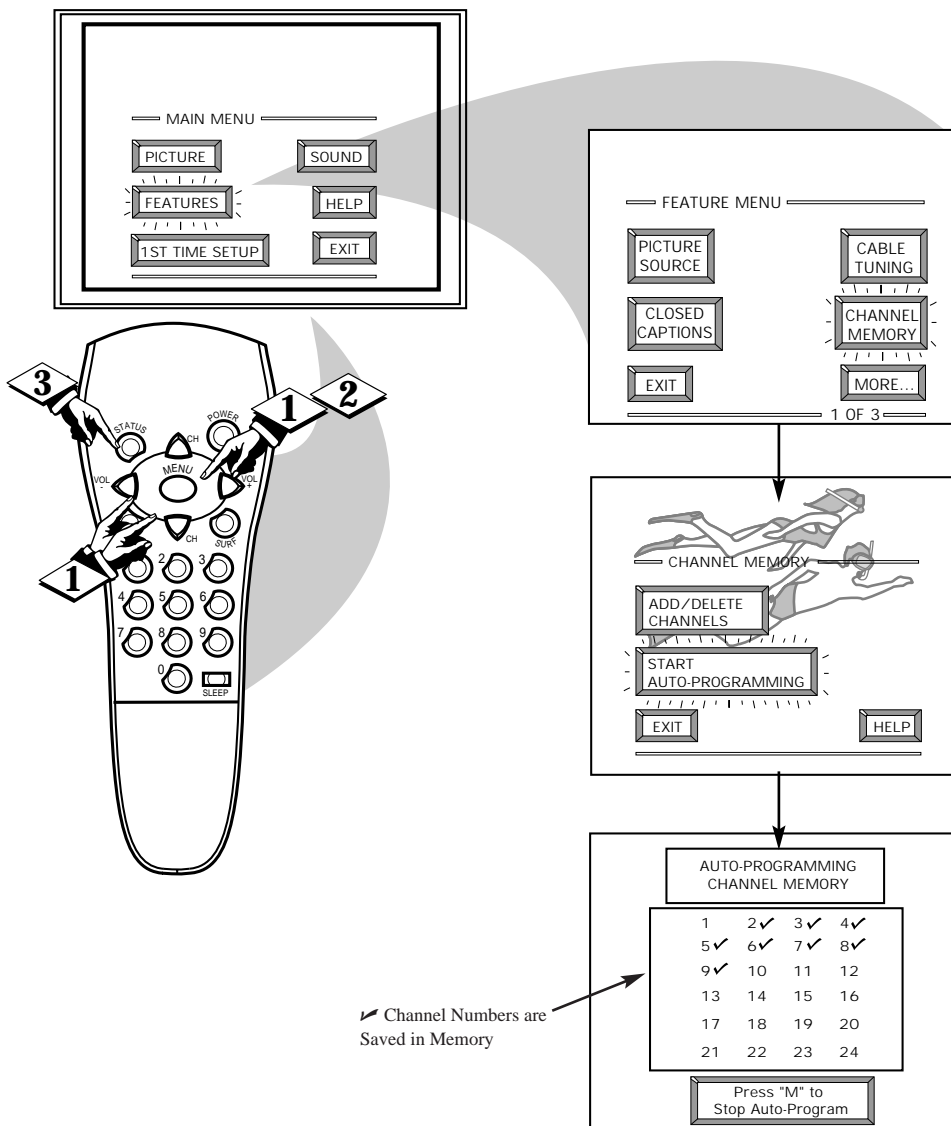 MAIN MENU
PICTURE SOUND
FEATURES HELP
1ST TIME SETUP EXIT
FEATURE MENU
PICTURE
SOURCE
CABLE
TUNING
CLOSED
CAPTIONS
CHANNEL
MEMORY
EXIT MORE...
1 OF 3
3
1 2
1
STATUS
POWER
CH
MENU
VOL
-
VOL
+
CH
SURF
2 3
4 5 6
7 8 9
0
SLEEP
CHANNEL MEMORY
ADD/DELETE
CHANNELS
START
AUTO-PROGRAMMING
EXIT HELP
AUTO-PROGRAMMING
CHANNEL MEMORY
1 2✓ 3✓ 4✓
5✓ 6✓ 7✓ 8✓
9✓ 10 11 12
13 14 15 16
17 18 19 20
21 22 23 24
✓ Channel Numbers are
Saved in Memory
Press "M" to
Stop Auto-Program